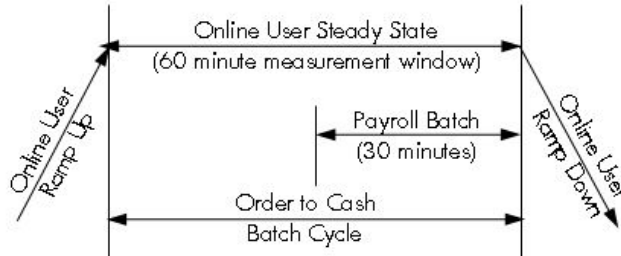 Online User Steady State
(60 minute measurement window)
Online User
Ramp Up
Payroll Batch
(30 minutes)
Online User
Ramp Down
Order to Cash
Batch Cycle